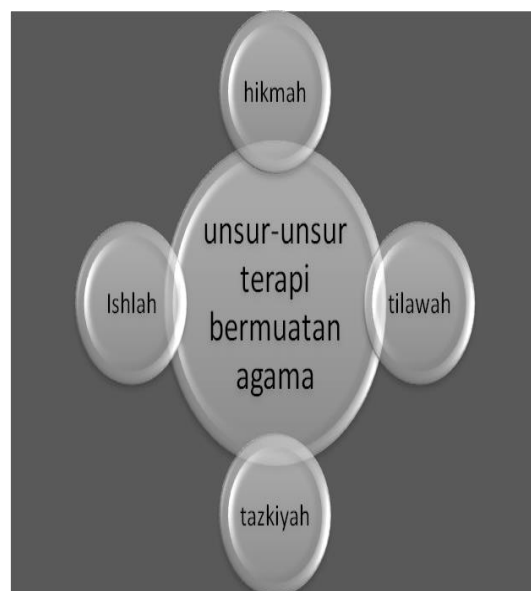 hikmah
unsur-unsur
terapi
bermuatan
agama
Ishlah
tilawah
tazkiyah